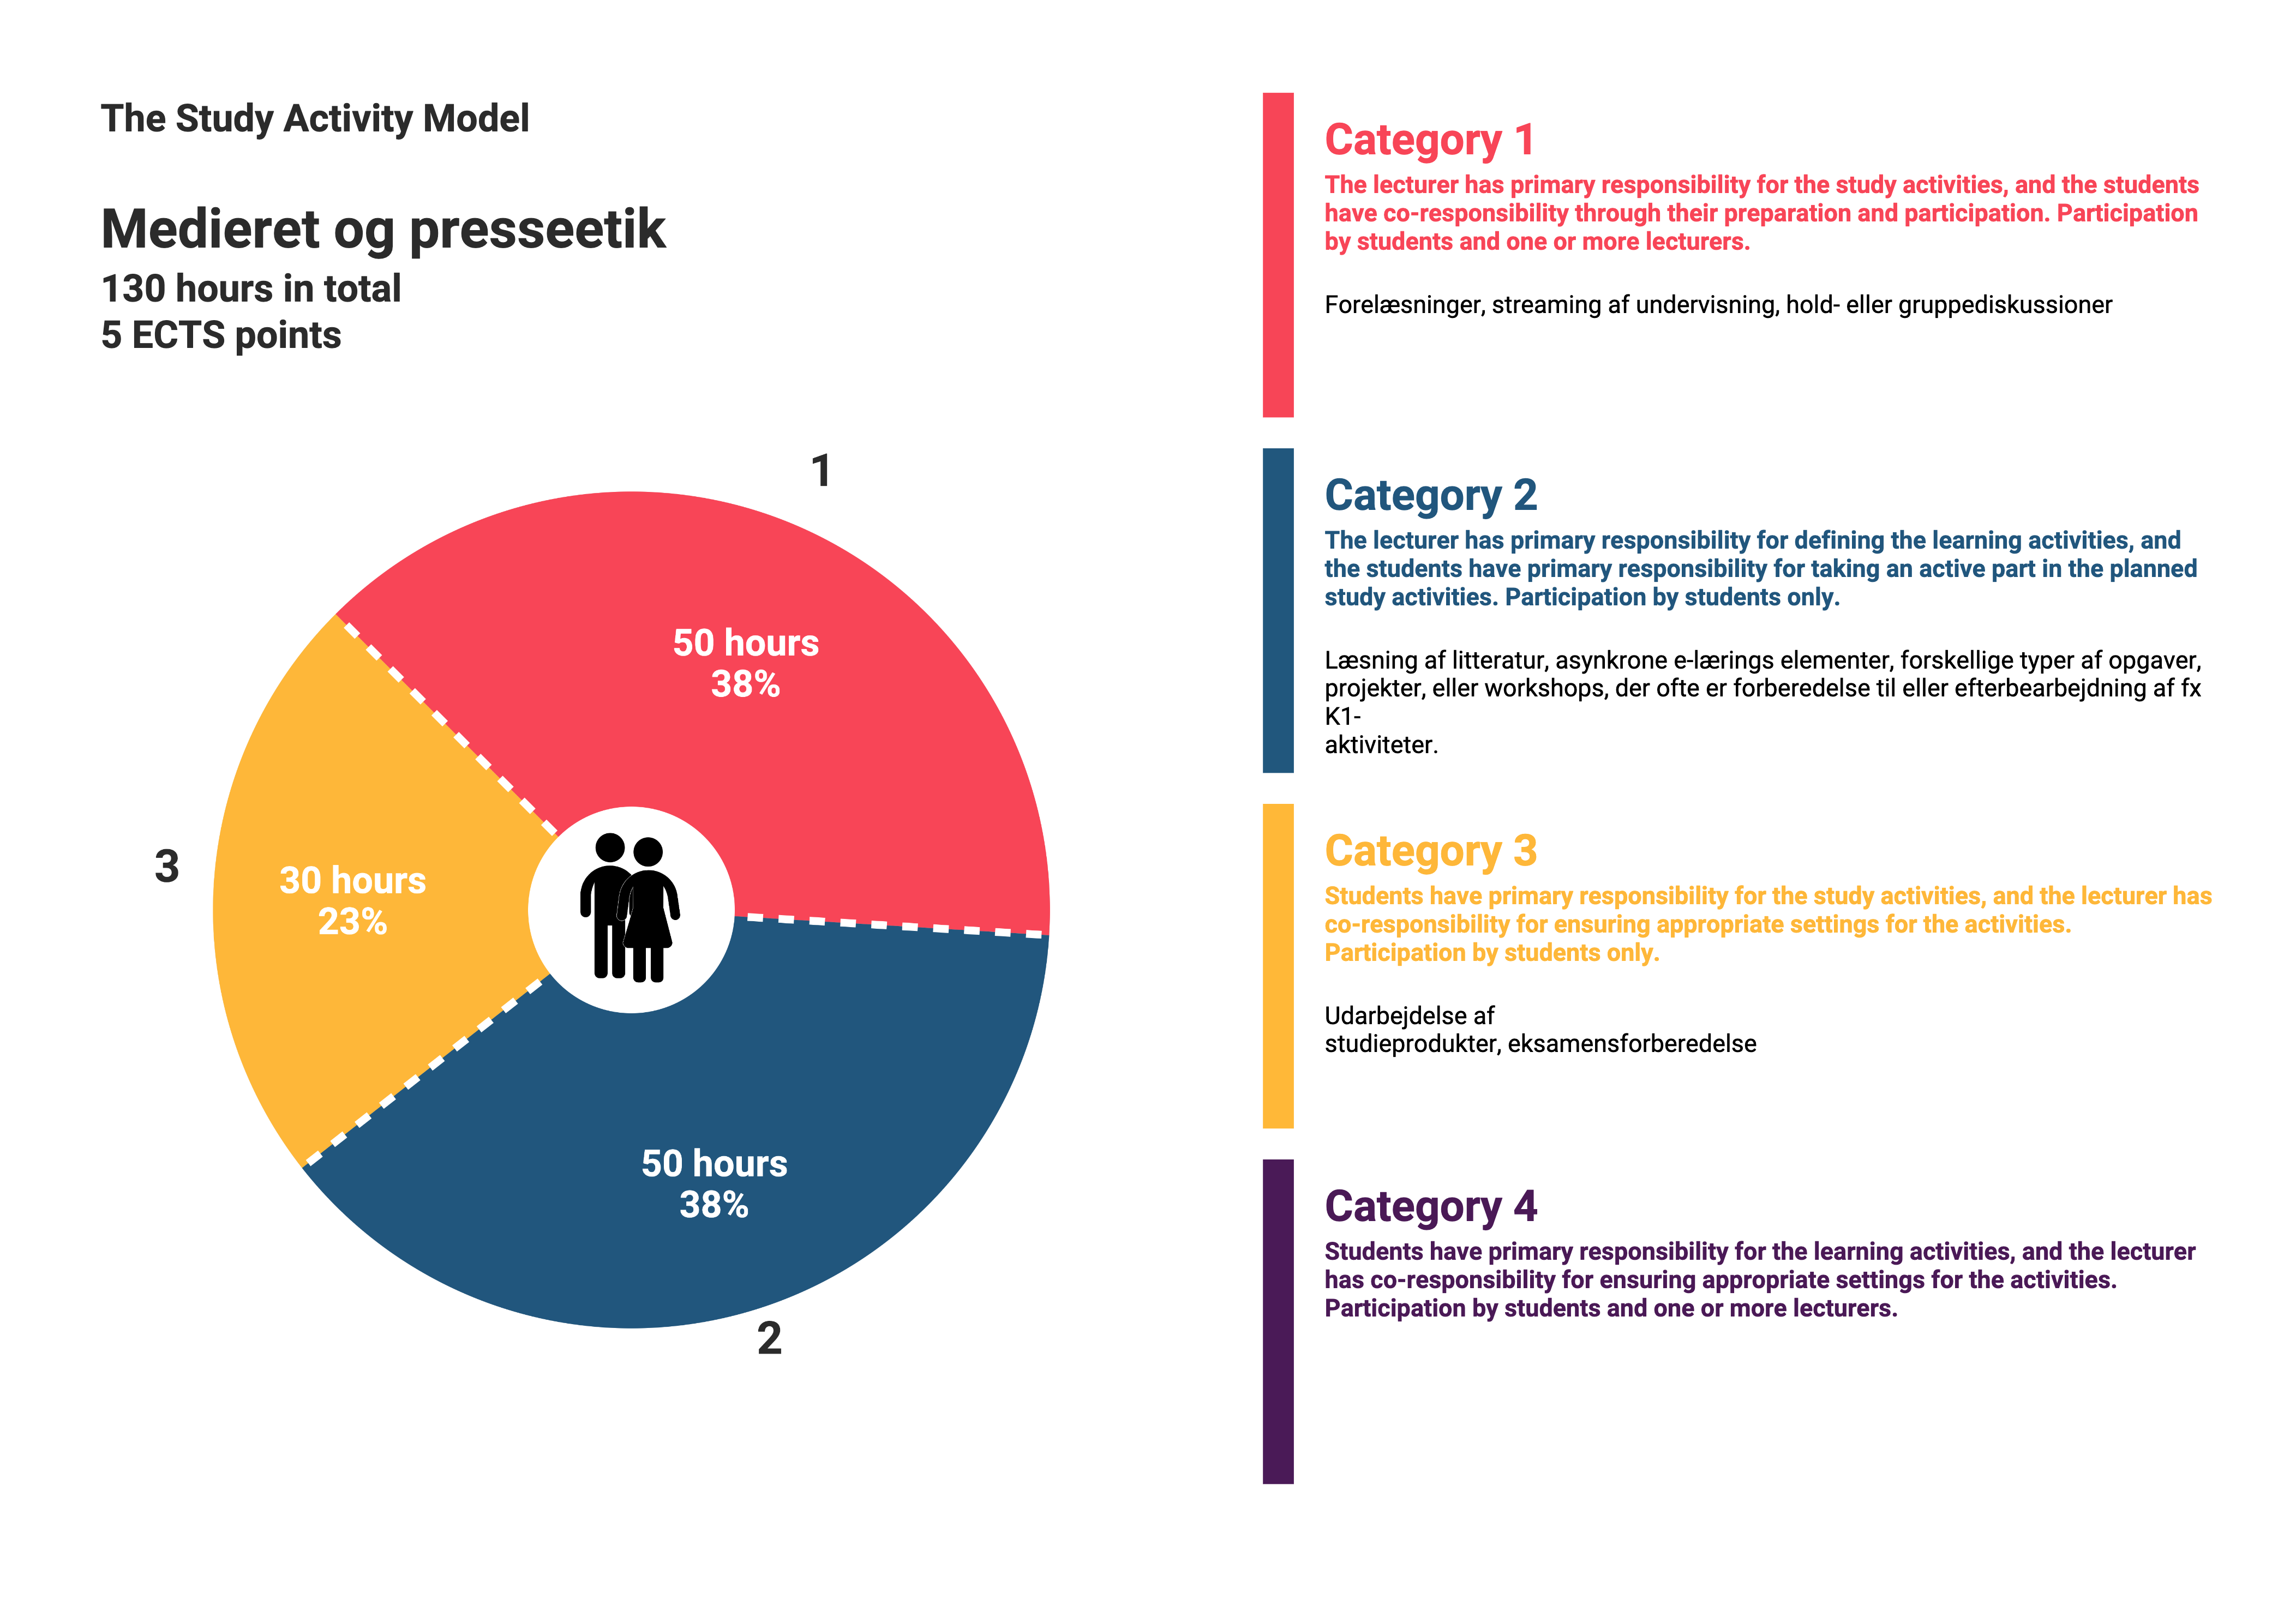 The Study Activity Model
Medieret og presseetik
130 hours in total
5 ECTS points
1
50 hours
38%
3
30 hours
23%
50 hours
38%
2
Category 1
The lecturer has primary responsibility for the study activities, and the students
have co-responsibility through their preparation and participation. Participation
by students and one or more lecturers.
Forelæsninger, streaming af undervisning, hold- eller gruppediskussioner
Category 2
The lecturer has primary responsibility for defining the learning activities, and
the students have primary responsibility for taking an active part in the planned
study activities. Participation by students only.
Læsning af litteratur, asynkrone e-lærings elementer, forskellige typer af opgaver,
projekter, eller workshops, der ofte er forberedelse til eller efterbearbejdning af fx
K1-
aktiviteter.
Category 3
Students have primary responsibility for the study activities, and the lecturer has
co-responsibility for ensuring appropriate settings for the activities.
Participation by students only.
Udarbejdelse af
studieprodukter, eksamensforberedelse
Category 4
Students have primary responsibility for the learning activities, and the lecturer
has co-responsibility for ensuring appropriate settings for the activities.
Participation by students and one or more lecturers.